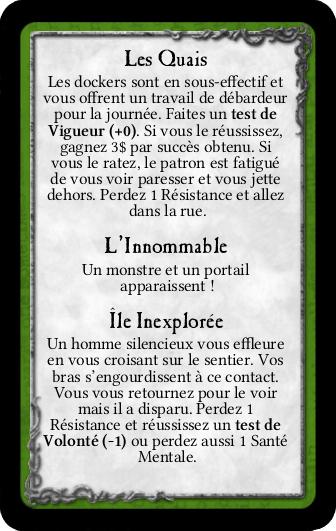 Les Quais
Les dockers sont en sous-effectif et
vous offrent un travail de débardeur
pour la journée. Faites un test de
Vigueur (+0). Si vous le réussissez,
gagnez 3$ par succès obtenu. Si
vous le ratez, le patron est fatigué
de vous voir paresser et vous jette
dehors. Perdez 1 Résistance et allez
dans la rue.
L'Innommable
Un monstre et un portail
apparaissent !
Île Inexplorée
Un homme silencieux vous effleure
en vous croisant sur le sentier. Vos
bras s'engourdissent à ce contact.
Vous vous retournez pour le voir
mais il a disparu. Perdez 1
Résistance et réussissez un test de
Volonté (-1) ou perdez aussi 1 Santé
Mentale.